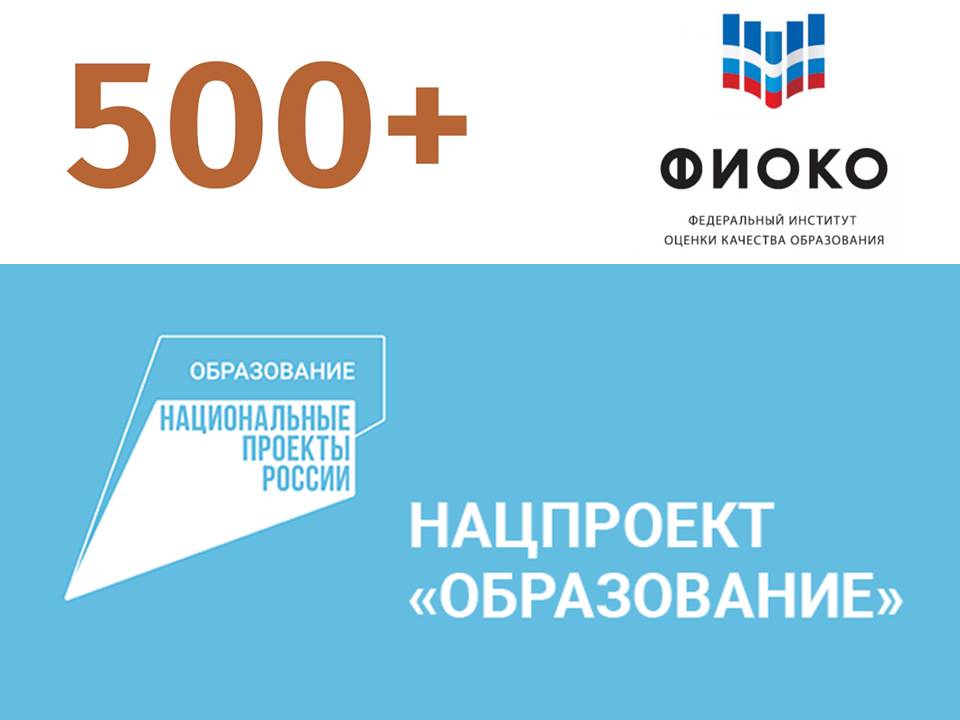 500+
ФИОКО
ФЕДЕРАЛЬНЫЙ ИНСТИТУТ
ОЦЕНКИ КАЧЕСТВА ОБРАЗОВАНИЯ
ОБРАЗОВАНИЕ
НАЦИОНАЛЬНЫЕ
ПРОЕКТЫ
РОССИИ
НАЦПРОЕКТ
«ОБРАЗОВАНИЕ»